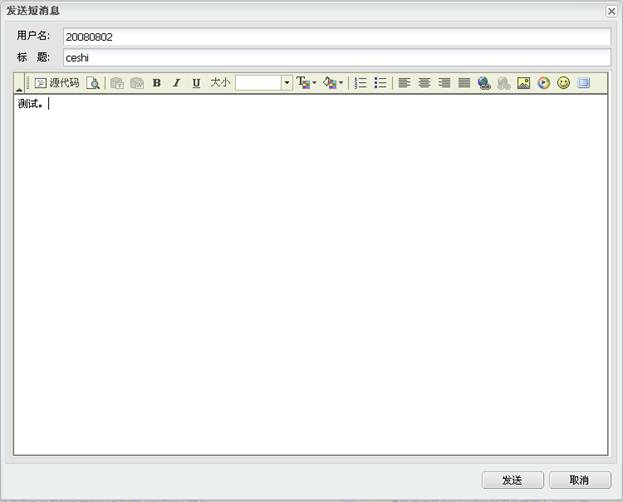 发送短消息
用户名: 20080802
标 题: ceshi
源代码 B I U 大小
测试。
发送 取消